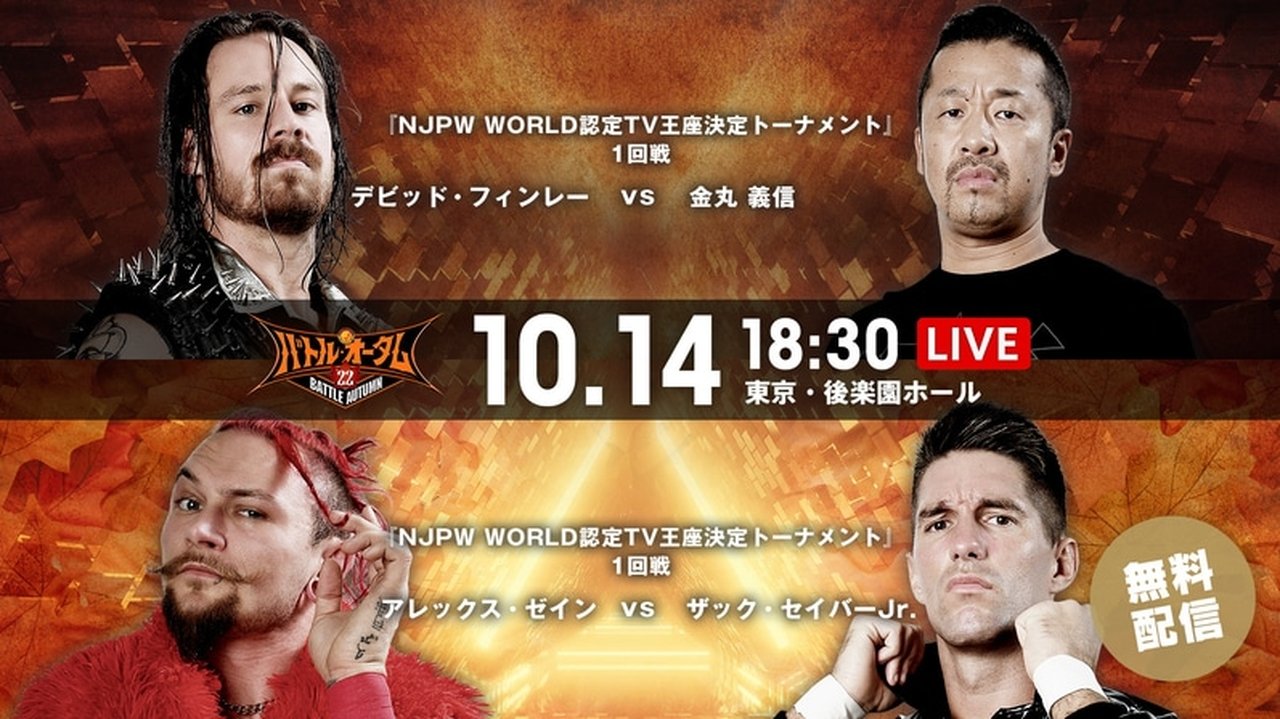 『NJPW WORLD認定TV王座決定トーナメント』
1回戦
デビッド・フィンレー vs 金丸 義信
バトル・オータム
22
BATTLE AUTUMN
10.14
18:30 LIVE
東京・後楽園ホール
『NJPW WORLD認定TV王座決定トーナメント』
1回戦
アレックス・ゼイン vs ザック・セイバーJr.
無料
配信